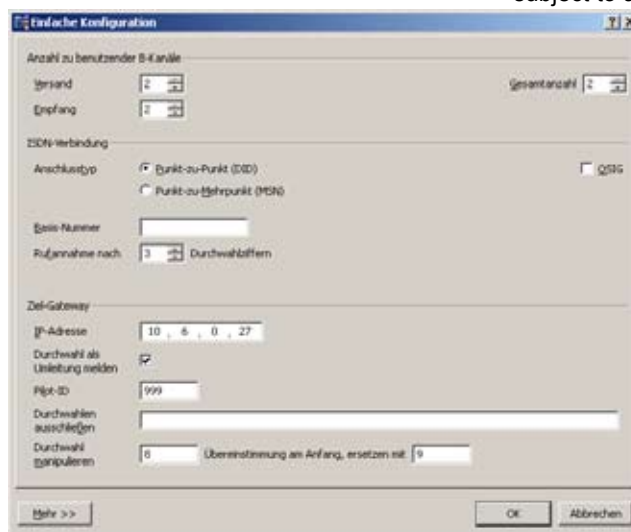 subject to
Einfache Konfiguration
Anzahl zu benutzender B-Kanäle
Versand 2 Gesamtanzahl 2
Empfang 2
ISDN-Verbindung
Anschlusstyp Punkt-zu-Punkt (DID) QSIG
Punkt-zu-Mehrpunkt (MSN)
Basis-Nummer
Rufannahme nach 3 Durchwahlziffern
Ziel-Gateway
IP-Adresse 10 . 6 . 0 . 27
Durchwahl als
Umleitung melden
Pilot-ID 999
Durchwahlen
ausschließen
Durchwahl
manipulieren 8 Übereinstimmung am Anfang, ersetzen mit 9
Mehr >> OK Abbrechen